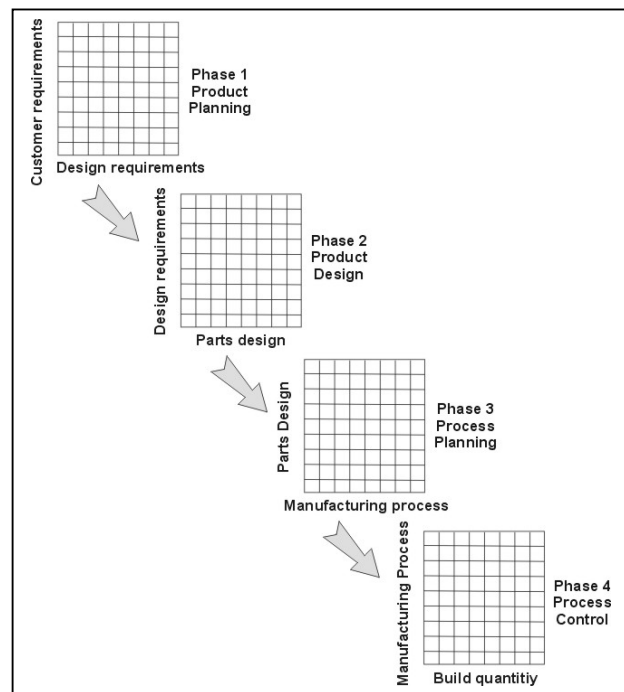 Customer requirements
Phase 1
Product
Planning
Design requirements
Design requirements
Phase 2
Product
Design
Parts design
Parts Design
Phase 3
Process
Planning
Manufacturing process
Manufacturing Process
Phase 4
Process
Control
Build quantitiy